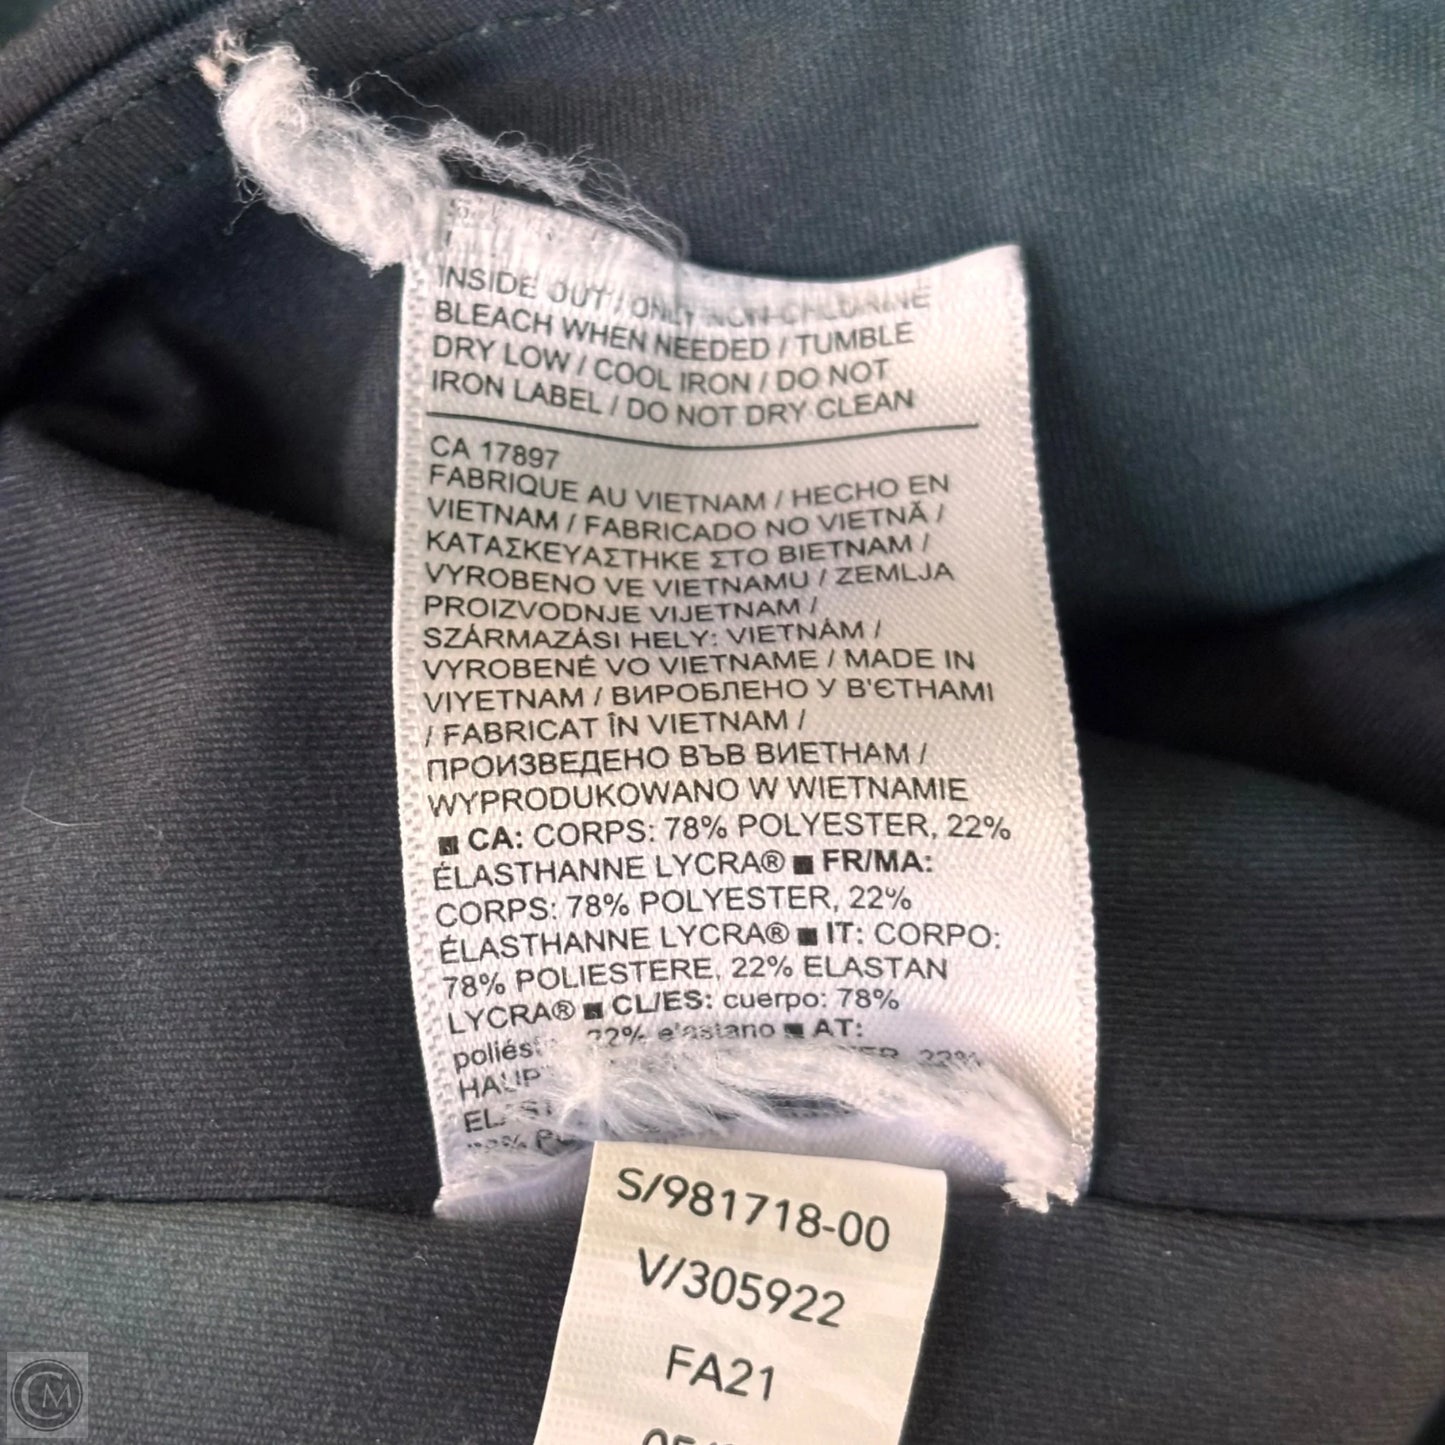 INSIDE OUT / ONLY NON-CHLORINE
BLEACH WHEN NEEDED / TUMBLE
DRY LOW / COOL IRON / DO NOT
IRON LABEL / DO NOT DRY CLEAN
CA 17897
FABRIQUE AU VIETNAM / HECHO EN
VIETNAM / FABRICADO NO VIETNÃ /
ΚΑΤΑΣΚΕΥΑΣΤΗΚΕ ΣΤΟ ΒΙΕΤΝΑΜ /
VYROBENO VE VIETNAMU / ZEMLJA
PROIZVODNJE VIJETNAM /
SZÁRMAZÁSI HELY: VIETNÁM /
VYROBENÉ VO VIETNAME / MADE IN
VIYETNAM / ВИРОБЛЕНО У В'ЄТНАМІ
/ FABRICAT ÎN VIETNAM /
ПРОИЗВЕДЕНО ВЪВ ВИЕТНАМ /
WYPRODUKOWANO W WIETNAMIE
■ CA: CORPS: 78% POLYESTER, 22%
ÉLASTHANNE LYCRA® ■ FR/MA:
CORPS: 78% POLYESTER, 22%
ÉLASTHANNE LYCRA® ■ IT: CORPO:
78% POLIESTERE, 22% ELASTAN
LYCRA® ■ CL/ES: cuerpo: 78%
22% elastano ■ AT:
22%
S/981718-00
V/305922
FA21
CM